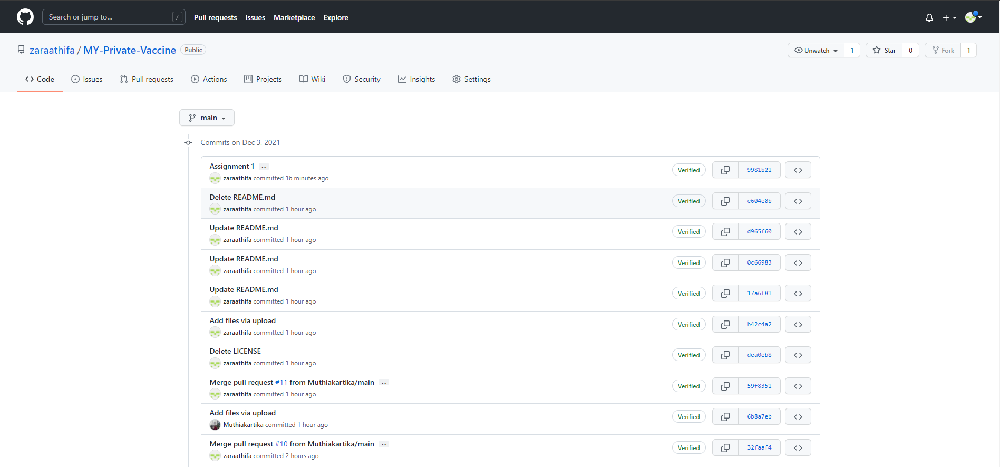 Search or jump to... /
Pull requests Issues Marketplace Explore
zaraathifa / MY-Private-Vaccine Public
Unwatch 1 Star 0 Fork 1
Code Issues Pull requests Actions Projects Wiki Security Insights Settings
main
Commits on Dec 3, 2021
Assignment 1 ...
zaraathifa committed 16 minutes ago
Verified 9981b21
Delete README.md
zaraathifa committed 1 hour ago
Verified e604e0b
Update README.md
zaraathifa committed 1 hour ago
Verified d965f60
Update README.md
zaraathifa committed 1 hour ago
Verified 0c66983
Update README.md
zaraathifa committed 1 hour ago
Verified 17a6f81
Add files via upload
zaraathifa committed 1 hour ago
Verified b42c4a2
Delete LICENSE
zaraathifa committed 1 hour ago
Verified dea0eb8
Merge pull request #11 from Muthiakartika/main ...
zaraathifa committed 1 hour ago
Verified 59f8351
Add files via upload
Muthiakartika committed 1 hour ago
Verified 6b8a7eb
Merge pull request #10 from Muthiakartika/main ...
zaraathifa committed 2 hours ago
Verified 32faaf4